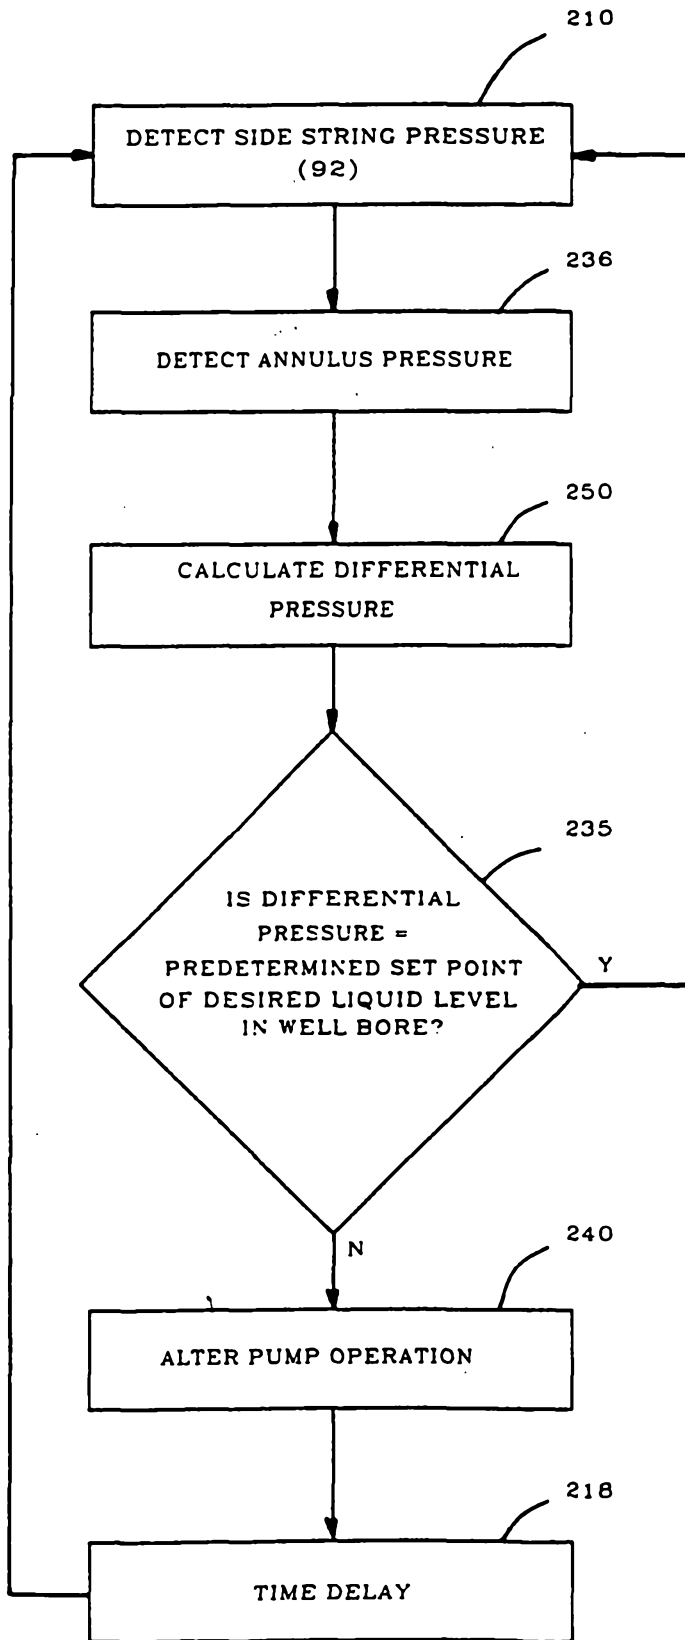 210
DETECT SIDE STRING PRESSURE
(92)
236
DETECT ANNULUS PRESSURE
250
CALCULATE DIFFERENTIAL
PRESSURE
235
IS DIFFERENTIAL
PRESSURE =
PREDETERMINED SET POINT
OF DESIRED LIQUID LEVEL
IN WELL BORE?
Y
N
240
ALTER PUMP OPERATION
218
TIME DELAY